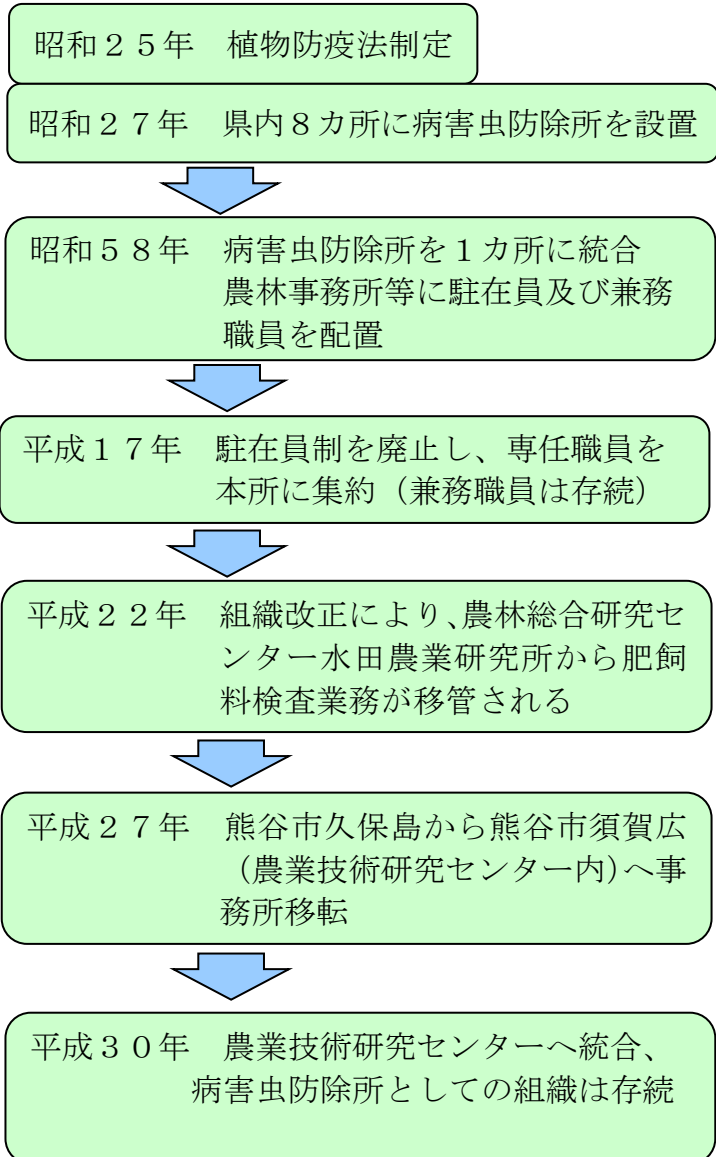 昭和２５年　植物防疫法制定
昭和２７年　県内８カ所に病害虫防除所を設置
昭和５８年　病害虫防除所を１カ所に統合
農林事務所等に駐在員及び兼務
職員を配置
平成１７年　駐在員制を廃止し、専任職員を
本所に集約（兼務職員は存続）
平成２２年　組織改正により、農林総合研究セ
ンター水田農業研究所から肥飼
料検査業務が移管される
平成２７年　熊谷市久保島から熊谷市須賀広
（農業技術研究センター内）へ事
務所移転
平成３０年　農業技術研究センターへ統合、
病害虫防除所としての組織は存続